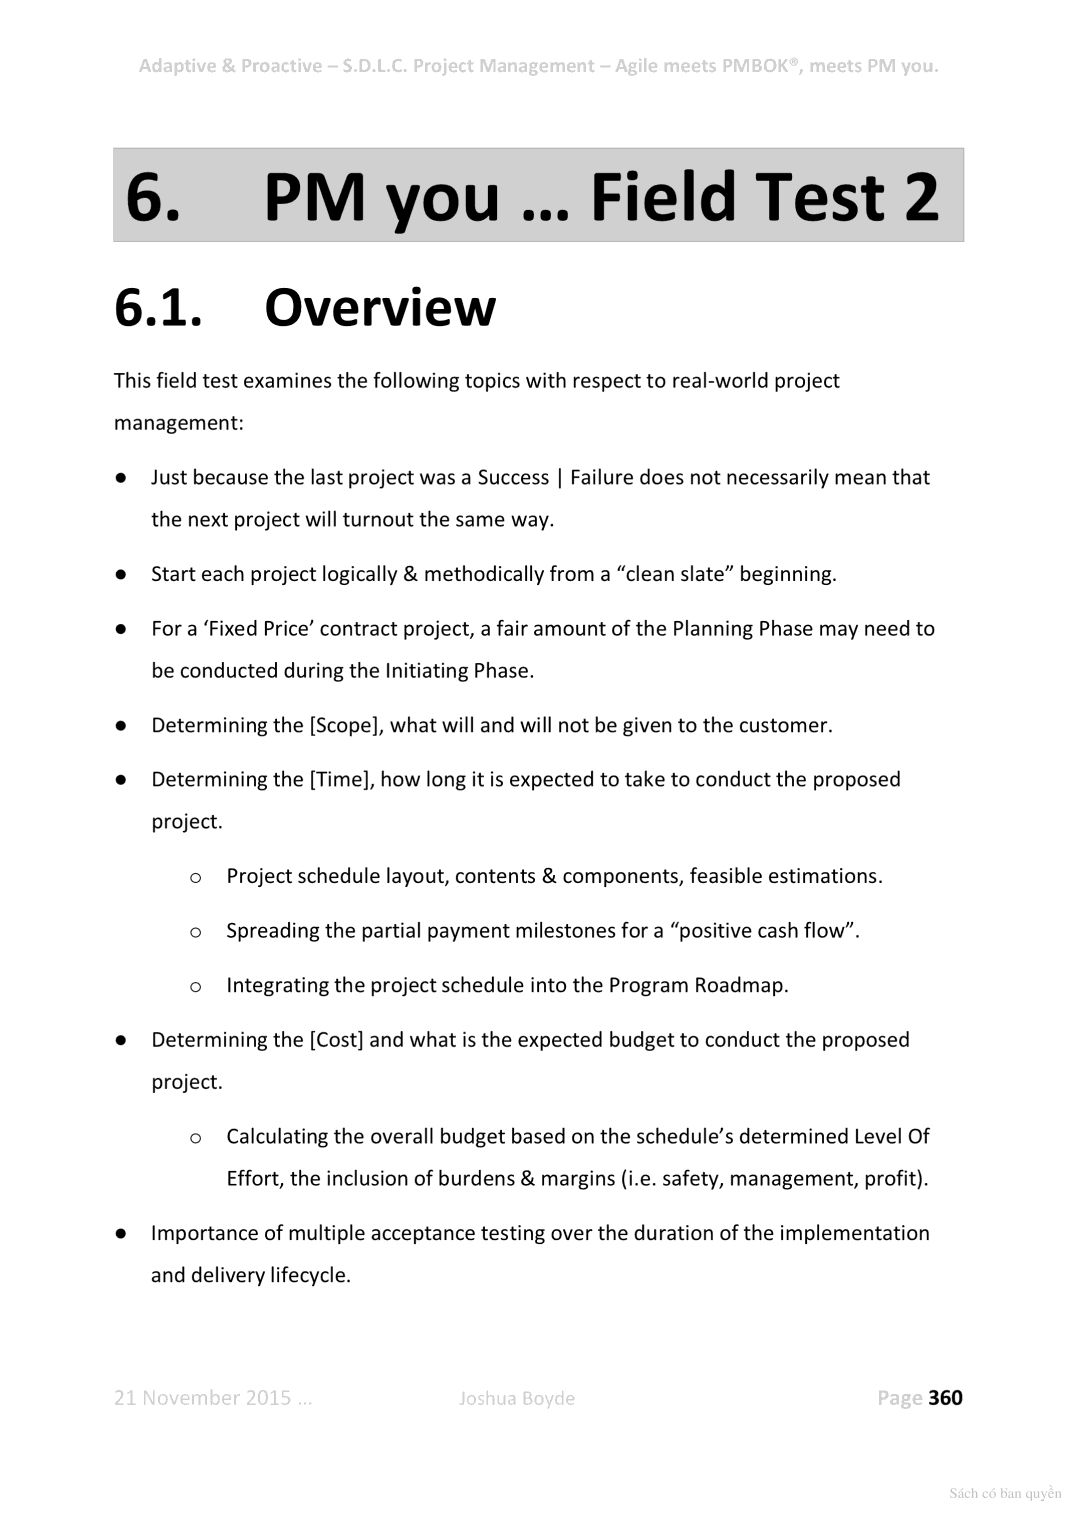 Adaptive & Proactive – S.D.L.C. Project Management – Agile meets PMBOK®, meets PM you.
6. PM you … Field Test 2
6.1. Overview
This field test examines the following topics with respect to real-world project
management:
● Just because the last project was a Success | Failure does not necessarily mean that
the next project will turnout the same way.
● Start each project logically & methodically from a “clean slate” beginning.
● For a ‘Fixed Price’ contract project, a fair amount of the Planning Phase may need to
be conducted during the Initiating Phase.
● Determining the [Scope], what will and will not be given to the customer.
● Determining the [Time], how long it is expected to take to conduct the proposed
project.
o Project schedule layout, contents & components, feasible estimations.
o Spreading the partial payment milestones for a “positive cash flow”.
o Integrating the project schedule into the Program Roadmap.
● Determining the [Cost] and what is the expected budget to conduct the proposed
project.
o Calculating the overall budget based on the schedule’s determined Level Of
Effort, the inclusion of burdens & margins (i.e. safety, management, profit).
● Importance of multiple acceptance testing over the duration of the implementation
and delivery lifecycle.
21 November 2015 … Joshua Boyde Page 360
Sách có bản quyền